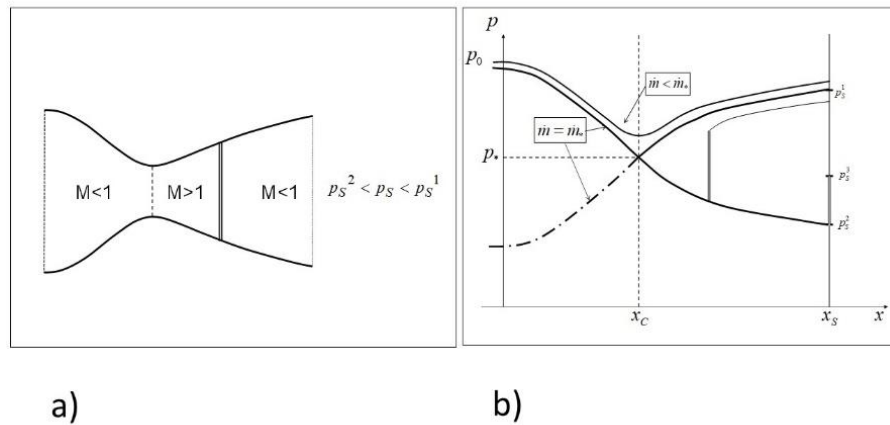 M<1
M>1
M<1
p_S^2 < p_S < p_S^1
p
p_0
ṁ < ṁ_*
p_S^1
ṁ = ṁ_*
p_*
p_S^3
p_S^2
x_C
x_S
x
a)
b)